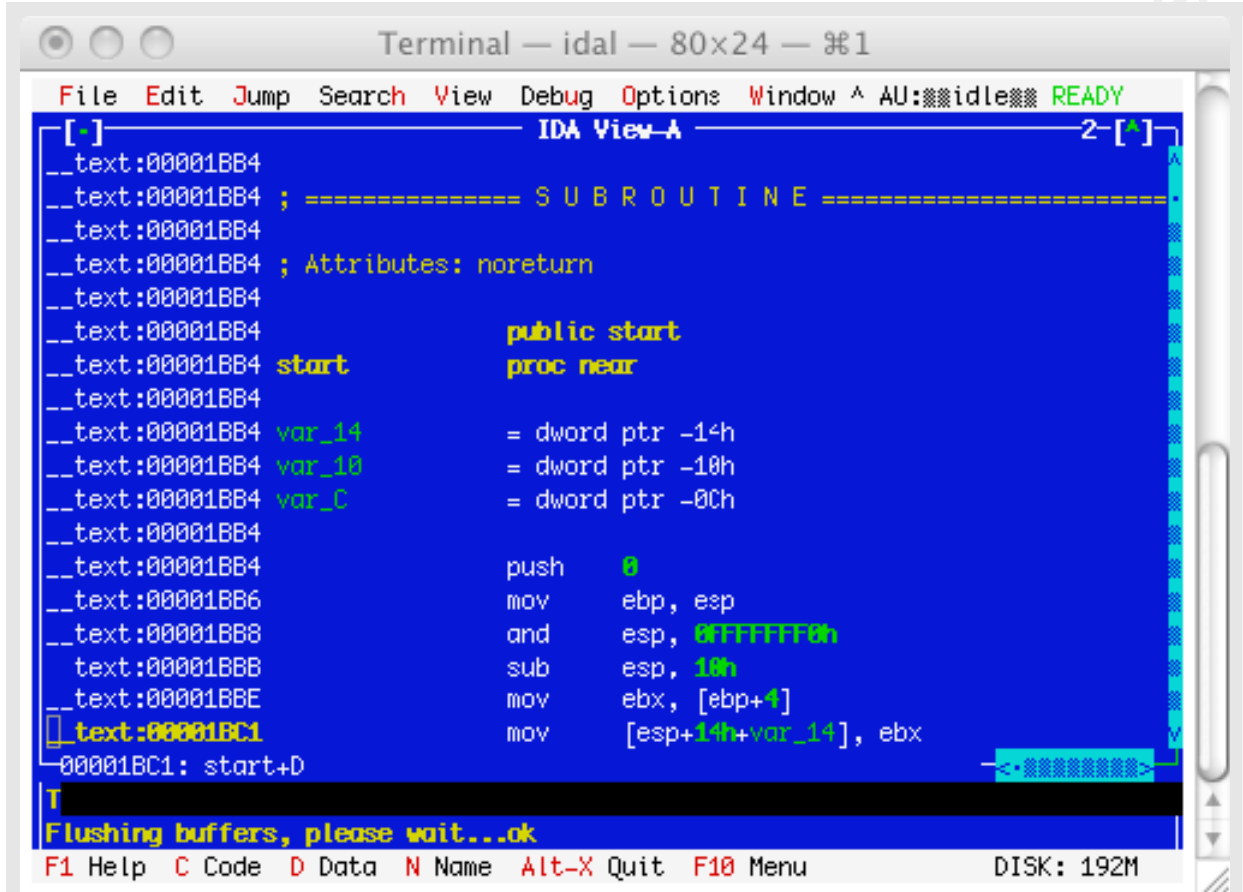 Terminal — idal — 80×24 — ⌘1
File Edit Jump Search View Debug Options Window ^ AU:▒▒idle▒▒ READY
[▪] IDA View-A 2-[^]
__text:00001BB4
__text:00001BB4 ; =============== S U B R O U T I N E ========================
__text:00001BB4
__text:00001BB4 ; Attributes: noreturn
__text:00001BB4
__text:00001BB4 public start
__text:00001BB4 start proc near
__text:00001BB4
__text:00001BB4 var_14 = dword ptr -14h
__text:00001BB4 var_10 = dword ptr -10h
__text:00001BB4 var_C = dword ptr -0Ch
__text:00001BB4
__text:00001BB4 push 0
__text:00001BB6 mov ebp, esp
__text:00001BB8 and esp, 0FFFFFFF0h
text:00001BBB sub esp, 10h
__text:00001BBE mov ebx, [ebp+4]
_text:00001BC1 mov [esp+14h+var_14], ebx
00001BC1: start+D
T
Flushing buffers, please wait...ok
F1 Help C Code D Data N Name Alt-X Quit F10 Menu DISK: 192M